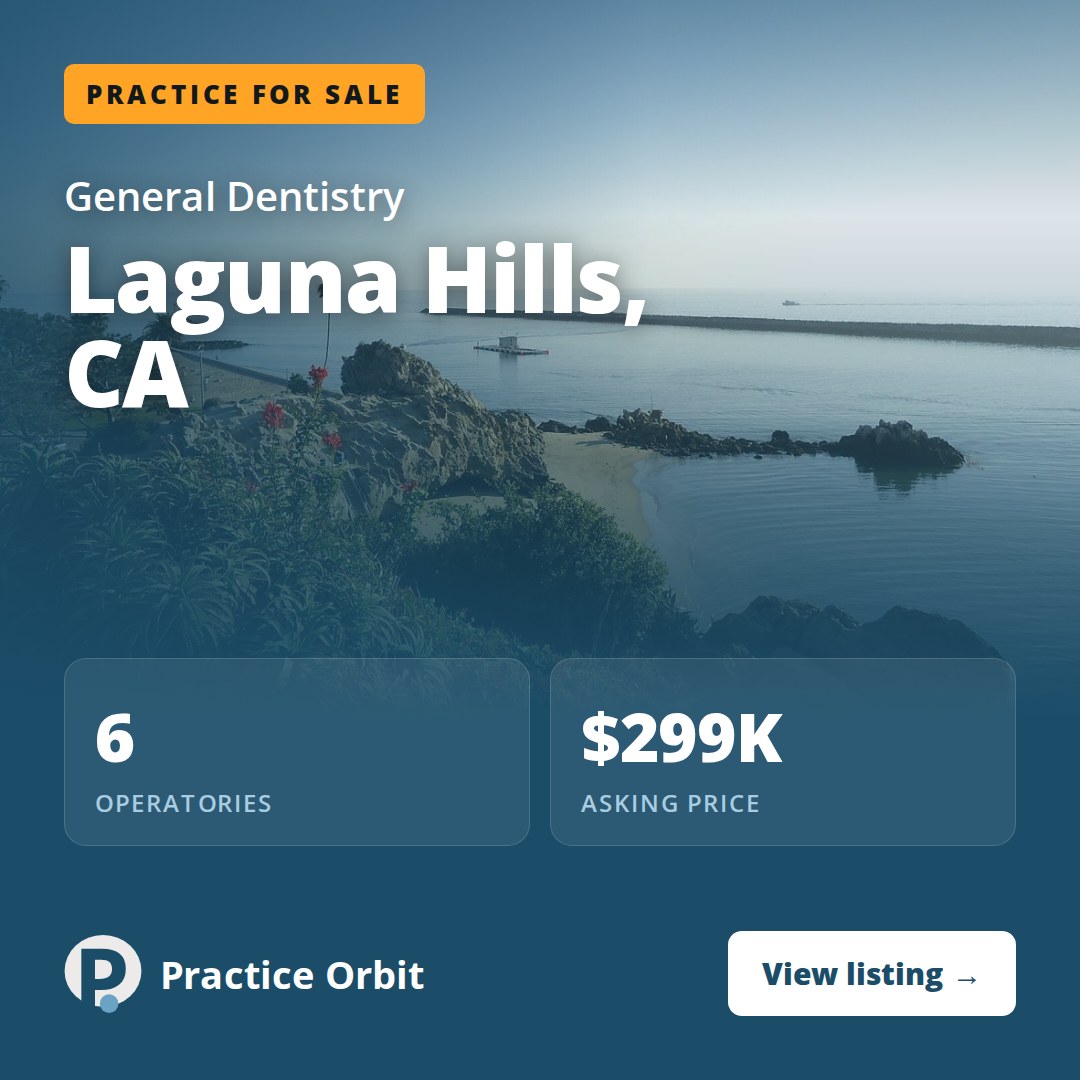 PRACTICE FOR SALE
General Dentistry
Laguna Hills,
CA
6
OPERATORIES
$299K
ASKING PRICE
Practice Orbit
View listing →